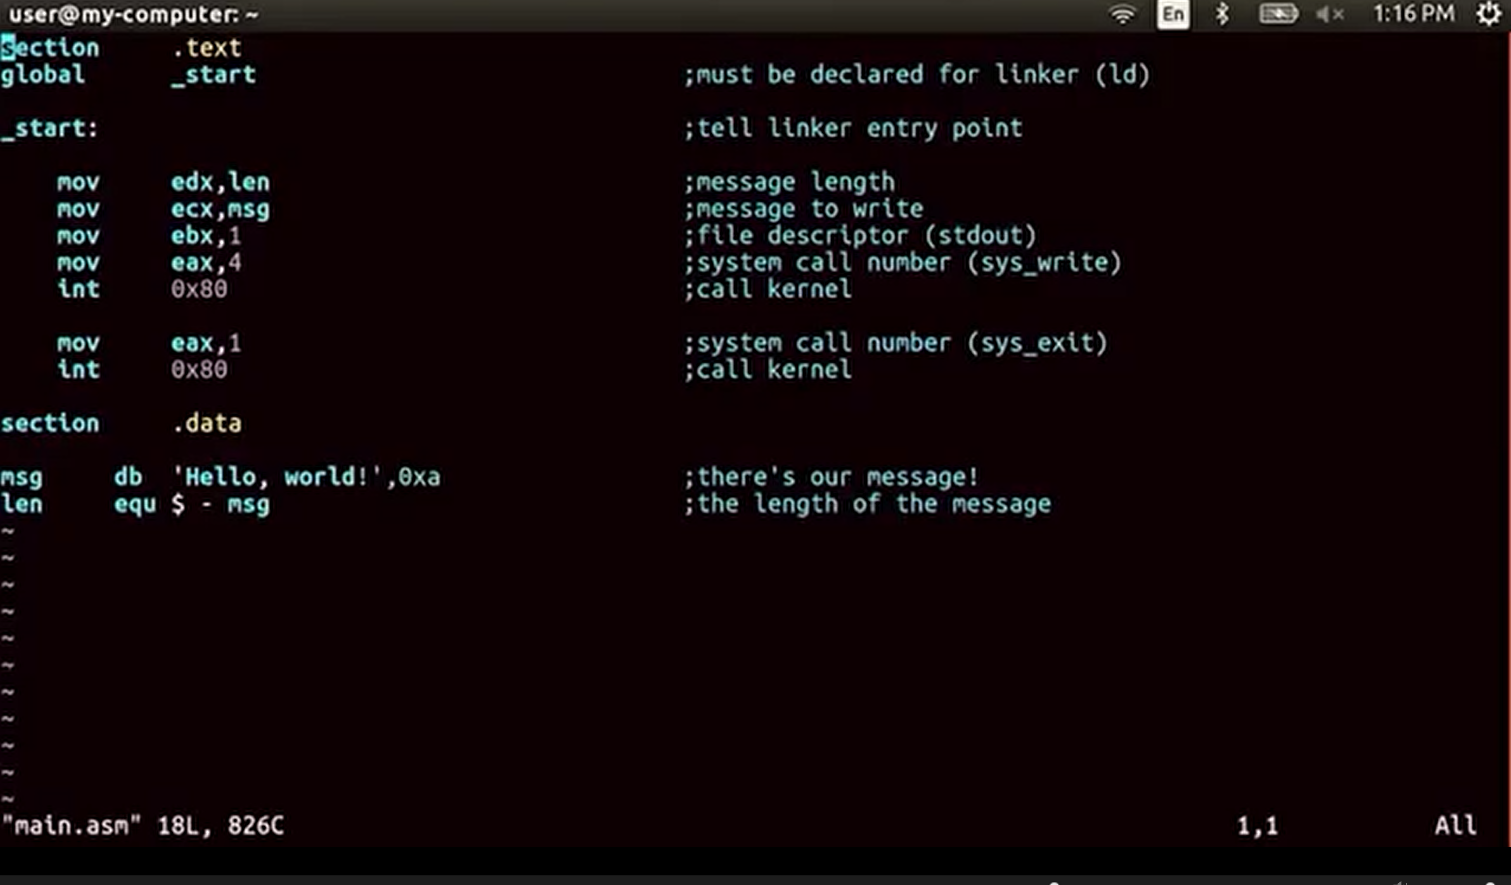 user@my-computer: ~ En 1:16 PM
section .text
global _start ;must be declared for linker (ld)
_start: ;tell linker entry point
mov edx,len ;message length
mov ecx,msg ;message to write
mov ebx,1 ;file descriptor (stdout)
mov eax,4 ;system call number (sys_write)
int 0x80 ;call kernel
mov eax,1 ;system call number (sys_exit)
int 0x80 ;call kernel
section .data
msg db 'Hello, world!',0xa ;there's our message!
len equ $ - msg ;the length of the message
~
~
~
~
~
~
~
~
~
~
~
"main.asm" 18L, 826C 1,1 All